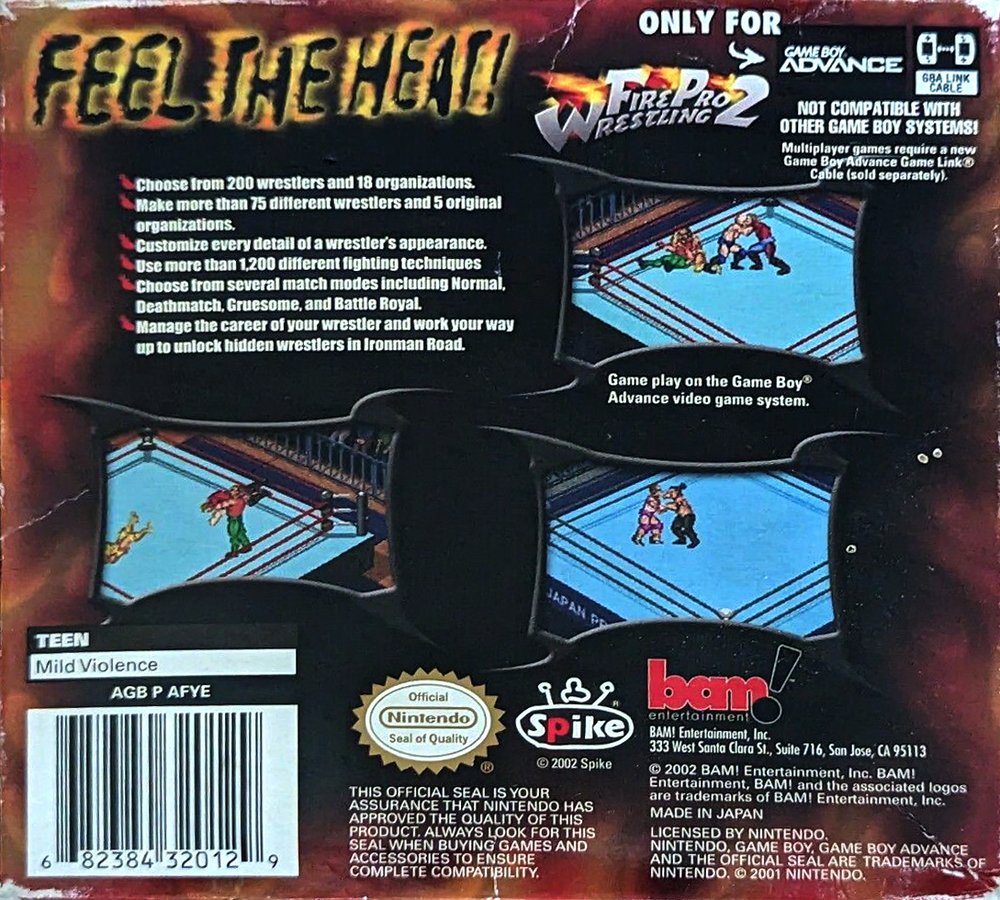 FEEL THE HEAT!
ONLY FOR
GAME BOY
ADVANCE
GBA LINK
CABLE
FIRE PRO
WRESTLING 2
NOT COMPATIBLE WITH
OTHER GAME BOY SYSTEMS!
Multiplayer games require a new
Game Boy Advance Game Link®
Cable (sold separately).
Choose from 200 wrestlers and 18 organizations.
Make more than 75 different wrestlers and 5 original
organizations.
Customize every detail of a wrestler's appearance.
Use more than 1,200 different fighting techniques
Choose from several match modes including Normal,
Deathmatch, Gruesome, and Battle Royal.
Manage the career of your wrestler and work your way
up to unlock hidden wrestlers in Ironman Road.
Game play on the Game Boy®
Advance video game system.
JAPAN PR
TEEN
Mild Violence
AGB P AFYE
6 82384 32012 9
Official
Nintendo
Seal of Quality
®
THIS OFFICIAL SEAL IS YOUR
ASSURANCE THAT NINTENDO HAS
APPROVED THE QUALITY OF THIS
PRODUCT. ALWAYS LOOK FOR THIS
SEAL WHEN BUYING GAMES AND
ACCESSORIES TO ENSURE
COMPLETE COMPATIBILITY.
Spike®
© 2002 Spike
bam!
entertainment
BAM! Entertainment, Inc.
333 West Santa Clara St., Suite 716, San Jose, CA 95113
© 2002 BAM! Entertainment, Inc. BAM!
Entertainment, BAM! and the associated logos
are trademarks of BAM! Entertainment, Inc.
MADE IN JAPAN
LICENSED BY NINTENDO.
NINTENDO, GAME BOY, GAME BOY ADVANCE
AND THE OFFICIAL SEAL ARE TRADEMARKS OF
NINTENDO. © 2001 NINTENDO.